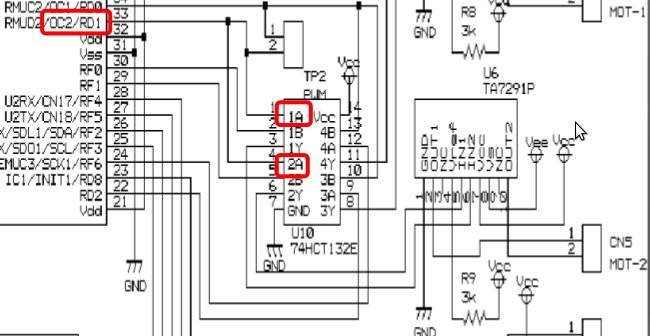 RMUC2/OC1/RD0 34
RMUD2/OC2/RD1 33
Vdd 32
Vss 31
RF0 30
RF1 29
U2RX/CN17/RF4 28
U2TX/CN18/RF5 27
X/SDL1/SDA/RF2 26
X/SDO1/SCL/RF3 25
EMUC3/SCK1/RF6 24
IC1/INIT1/RD8 23
RD2 22
Vdd 21
GND
1
2
TP2
PWM
Vcc
1 1A Vcc 14
2 1B 4B 13
3 1Y 4A 12
4 2A 4Y 11
5 2B 3B 10
6 2Y 3A 9
7 GND 3Y 8
U10
74HCT132E
GND
GND
R8
3k
Vcc
1
MOT-1
U6
TA7291P
Vee Vcc
1
2
CN5
MOT-2
R9
3k
Vcc
Vcc
GND
1